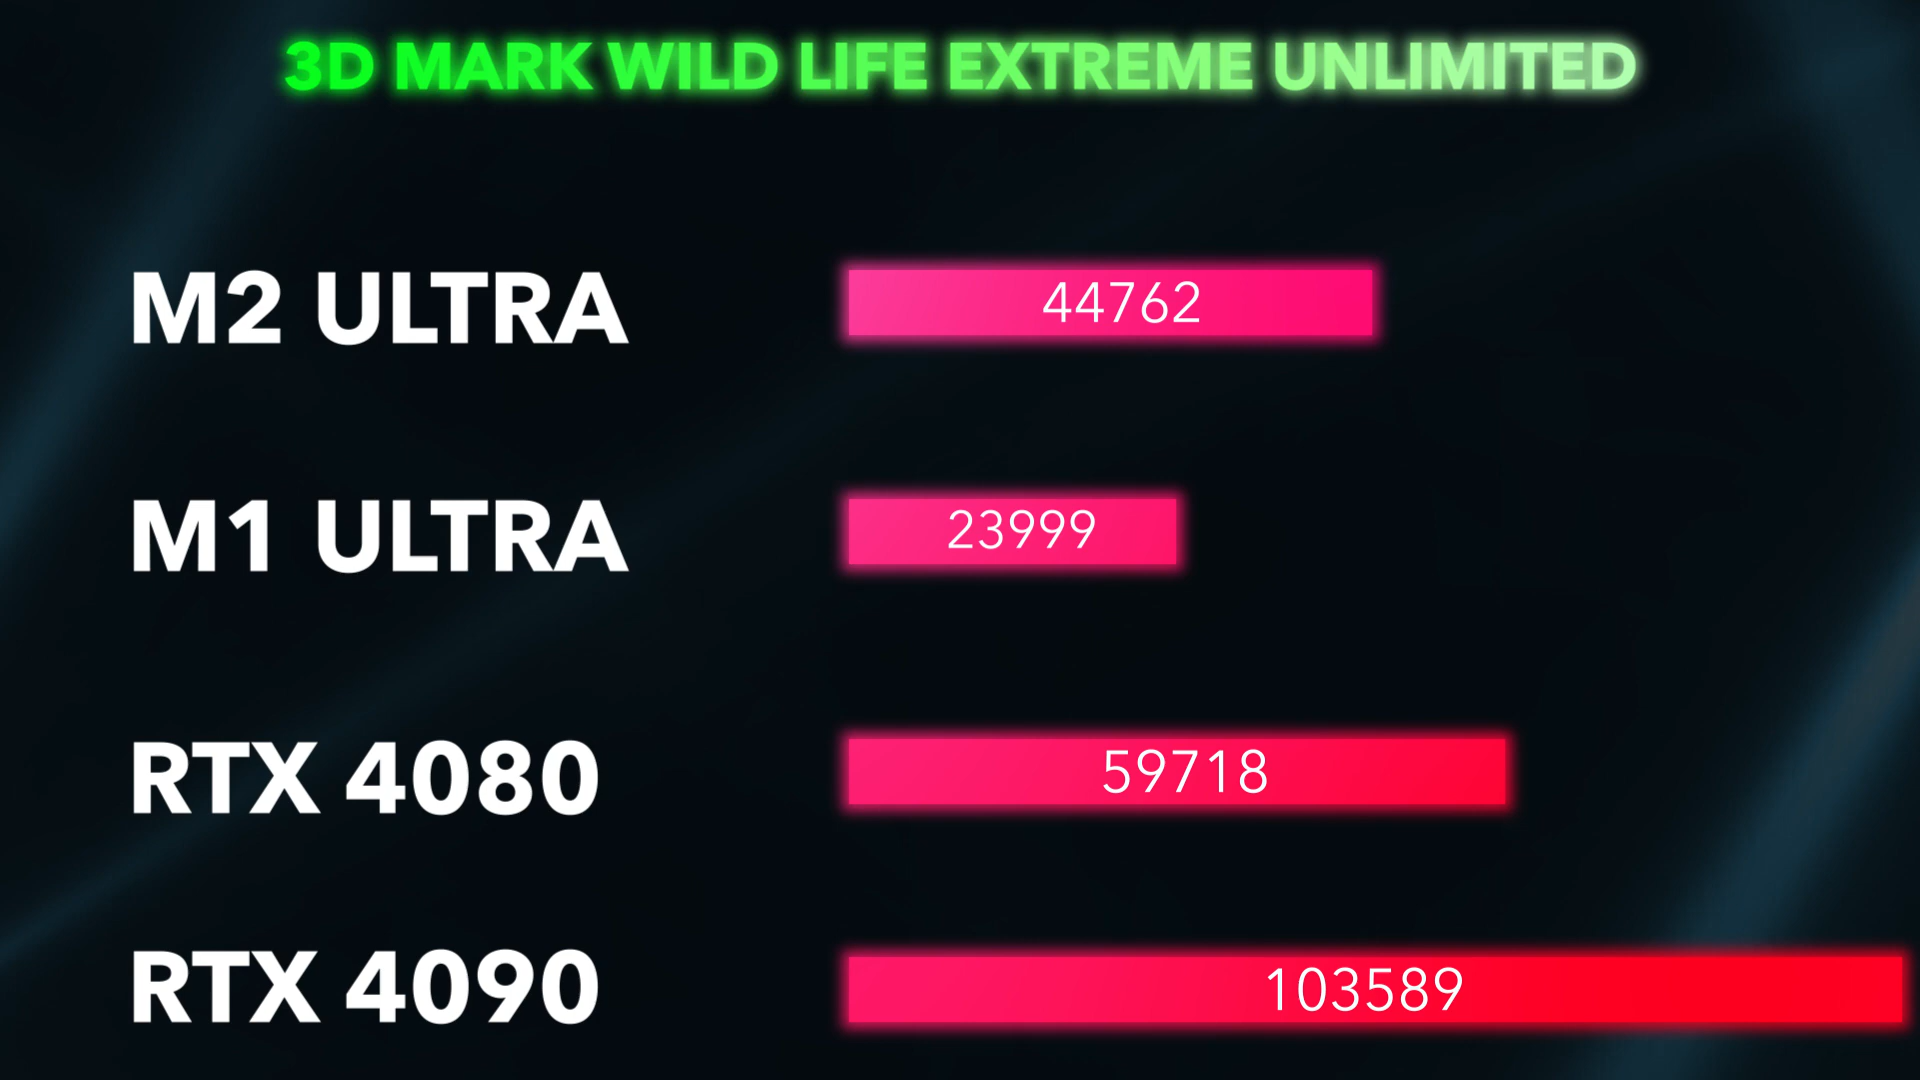 3D MARK WILD LIFE EXTREME UNLIMITED
M2 ULTRA 44762
M1 ULTRA 23999
RTX 4080 59718
RTX 4090 103589